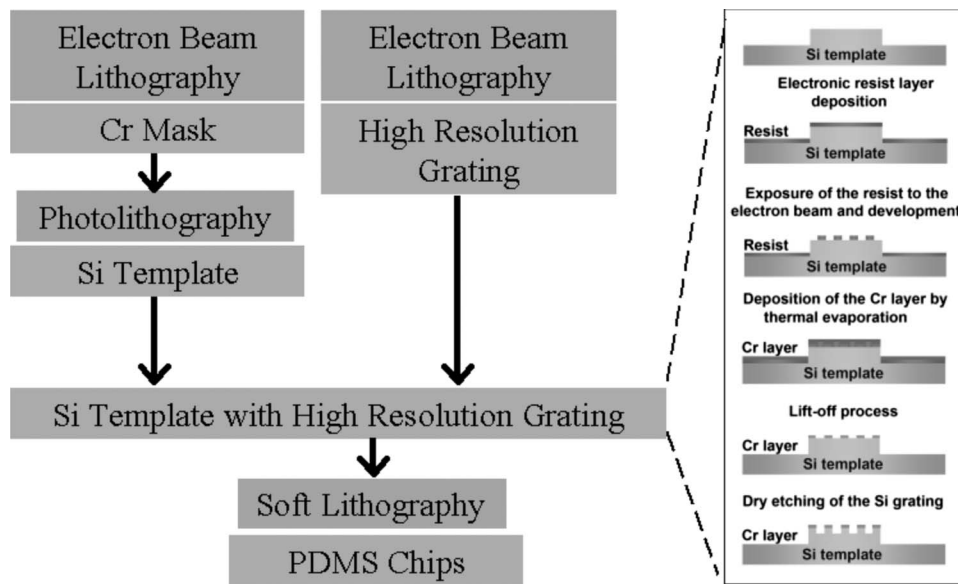 Electron Beam
Lithography
Cr Mask
Photolithography
Si Template
Electron Beam
Lithography
High Resolution
Grating
Si Template with High Resolution Grating
Soft Lithography
PDMS Chips
Si template
Electronic resist layer
deposition
Resist
Si template
Exposure of the resist to the
electron beam and development
Resist
Si template
Deposition of the Cr layer by
thermal evaporation
Cr layer
Si template
Lift-off process
Cr layer
Si template
Dry etching of the Si grating
Cr layer
Si template